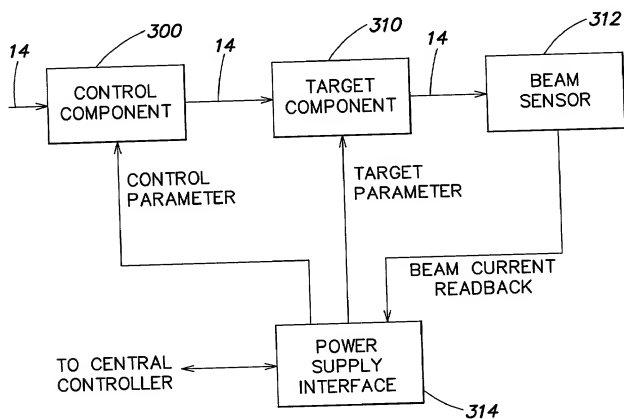 300
310
312
14
14
14
CONTROL
COMPONENT
TARGET
COMPONENT
BEAM
SENSOR
CONTROL
PARAMETER
TARGET
PARAMETER
BEAM CURRENT
READBACK
TO CENTRAL
CONTROLLER
POWER
SUPPLY
INTERFACE
314